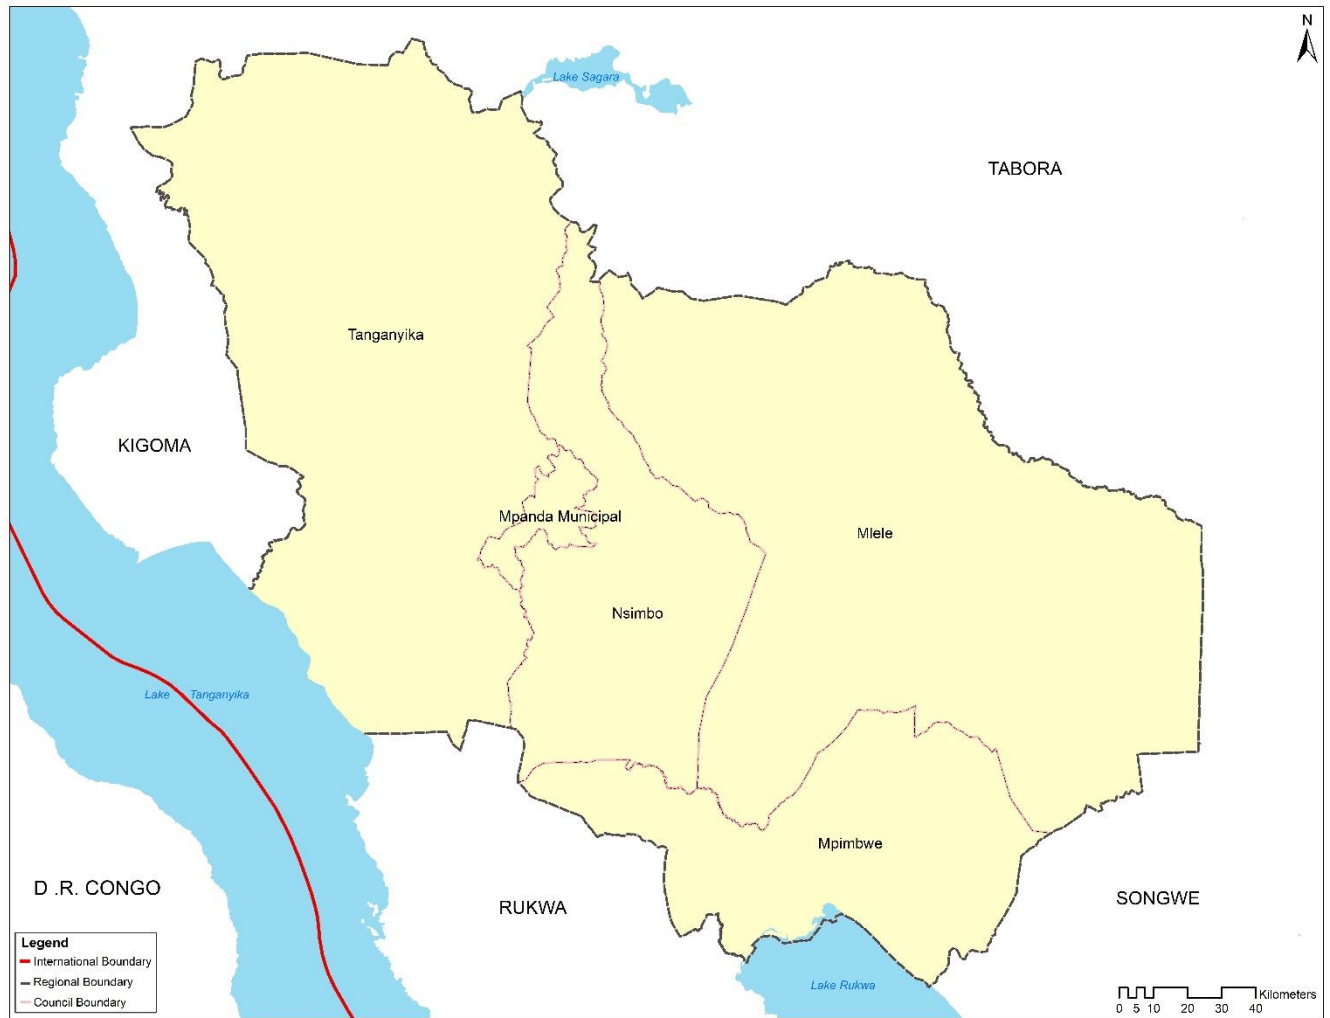 N
Lake Sagara
TABORA
Tanganyika
KIGOMA
Mpanda Municipal
Mlele
Nsimbo
Lake Tanganyika
Mpimbwe
D .R. CONGO
RUKWA
SONGWE
Lake Rukwa
Legend
International Boundary
Regional Boundary
Council Boundary
Kilometers
0 5 10 20 30 40